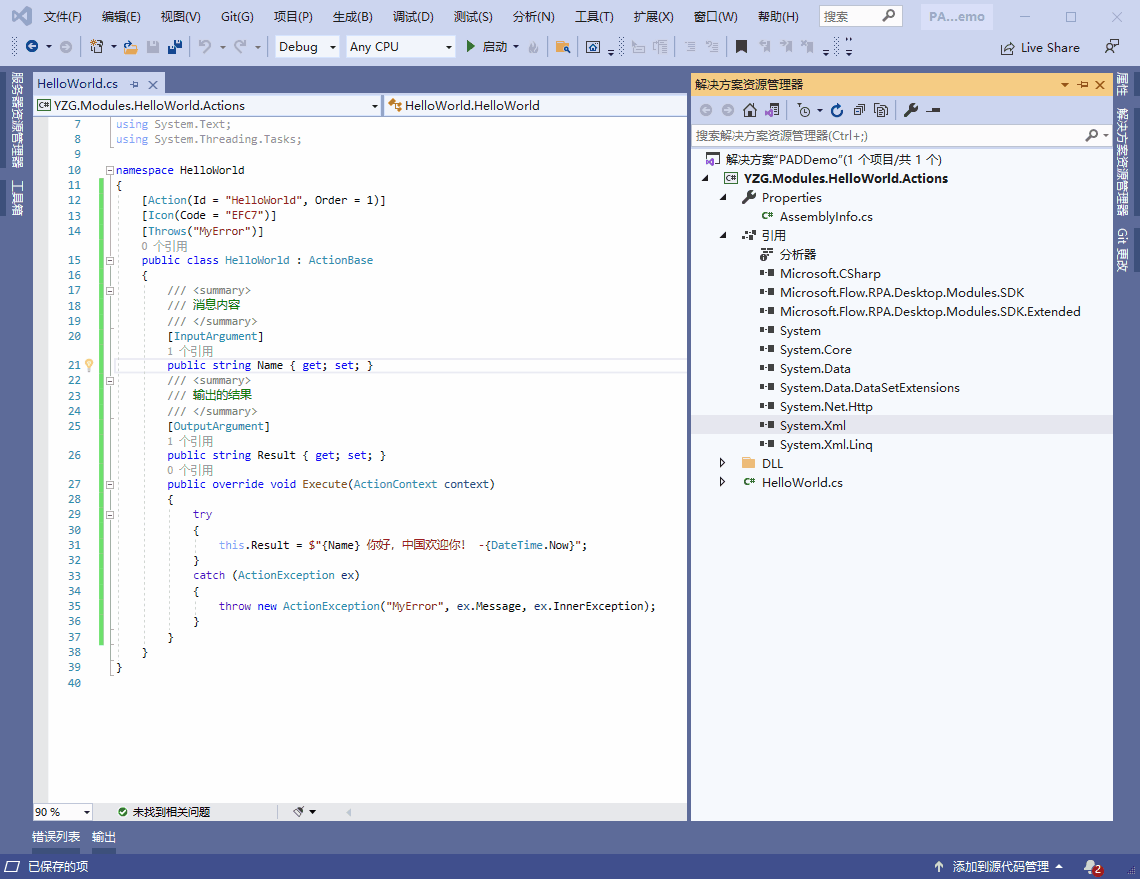 文件(F) 编辑(E) 视图(V) Git(G) 项目(P) 生成(B) 调试(D) 测试(S) 分析(N) 工具(T) 扩展(X) 窗口(W) 帮助(H) 搜索 PA...emo
Debug Any CPU 启动 Live Share
服务器资源管理器
工具箱
HelloWorld.cs
YZG.Modules.HelloWorld.Actions HelloWorld.HelloWorld
7 using System.Text;
8 using System.Threading.Tasks;
9
10 namespace HelloWorld
11 {
12 [Action(Id = "HelloWorld", Order = 1)]
13 [Icon(Code = "EFC7")]
14 [Throws("MyError")]
0 个引用
15 public class HelloWorld : ActionBase
16 {
17 /// <summary>
18 /// 消息内容
19 /// </summary>
20 [InputArgument]
1 个引用
21 public string Name { get; set; }
22 /// <summary>
23 /// 输出的结果
24 /// </summary>
25 [OutputArgument]
1 个引用
26 public string Result { get; set; }
0 个引用
27 public override void Execute(ActionContext context)
28 {
29 try
30 {
31 this.Result = $"{Name} 你好，中国欢迎你！ -{DateTime.Now}";
32 }
33 catch (ActionException ex)
34 {
35 throw new ActionException("MyError", ex.Message, ex.InnerException);
36 }
37 }
38 }
39 }
40
90 % 未找到相关问题
解决方案资源管理器
搜索解决方案资源管理器(Ctrl+;)
解决方案"PADDemo"(1 个项目/共 1 个)
C# YZG.Modules.HelloWorld.Actions
Properties
C# AssemblyInfo.cs
引用
分析器
Microsoft.CSharp
Microsoft.Flow.RPA.Desktop.Modules.SDK
Microsoft.Flow.RPA.Desktop.Modules.SDK.Extended
System
System.Core
System.Data
System.Data.DataSetExtensions
System.Net.Http
System.Xml
System.Xml.Linq
DLL
C# HelloWorld.cs
属性
解决方案资源管理器
Git 更改
错误列表 输出
已保存的项 添加到源代码管理 2